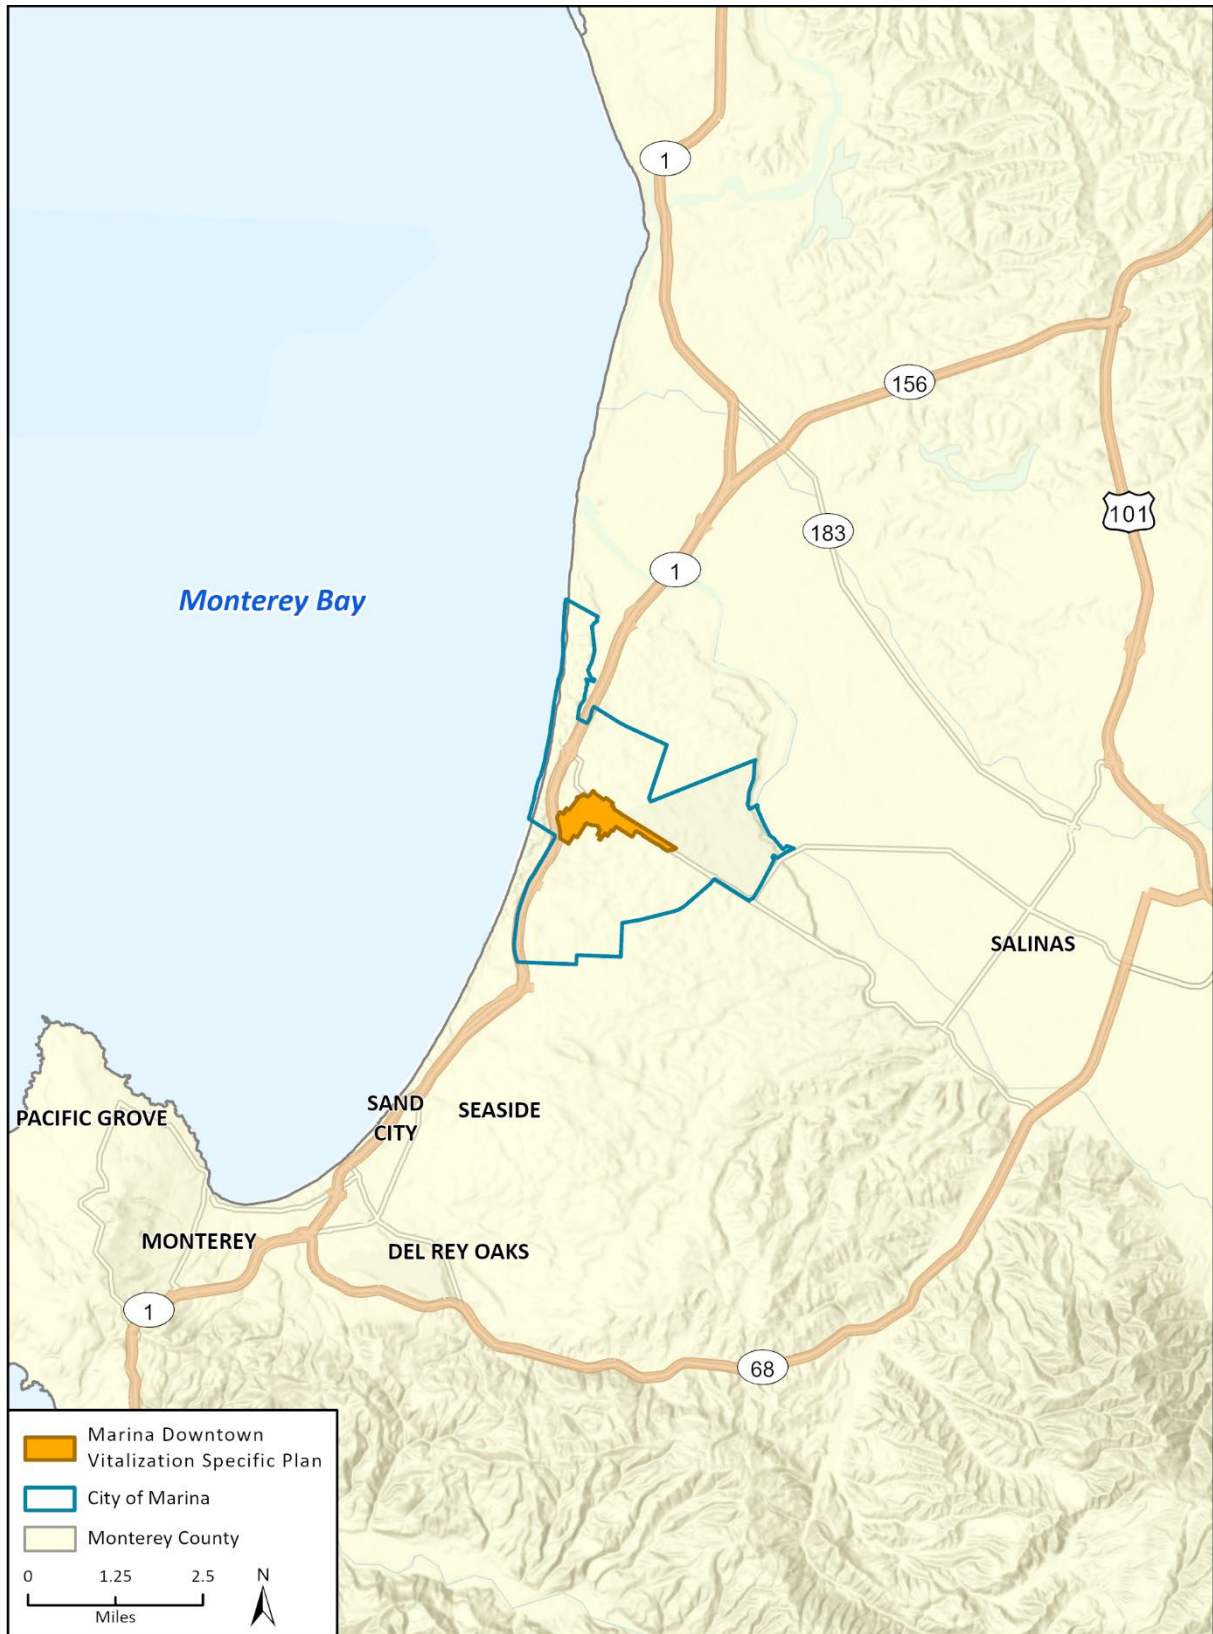 1
156
101
183
1
Monterey Bay
SALINAS
SAND
CITY
SEASIDE
PACIFIC GROVE
MONTEREY
DEL REY OAKS
1
68
Marina Downtown
Vitalization Specific Plan
City of Marina
Monterey County
0 1.25 2.5
Miles
N